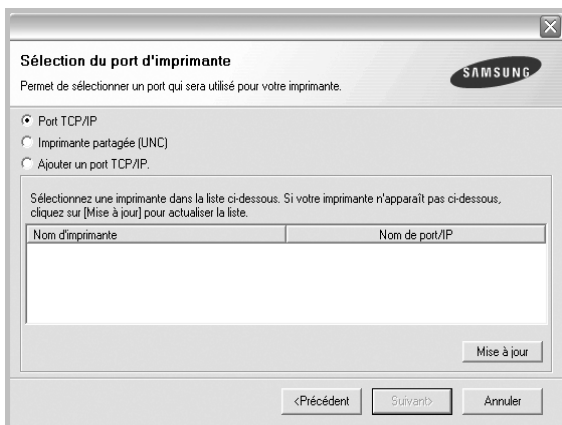 Sélection du port d'imprimante
Permet de sélectionner un port qui sera utilisé pour votre imprimante.
SAMSUNG
Port TCP/IP
Imprimante partagée (UNC)
Ajouter un port TCP/IP.
Sélectionnez une imprimante dans la liste ci-dessous. Si votre imprimante n'apparaît pas ci-dessous,
cliquez sur [Mise à jour] pour actualiser la liste.
Nom d'imprimante Nom de port/IP
Mise à jour
<Précédent Suivant> Annuler